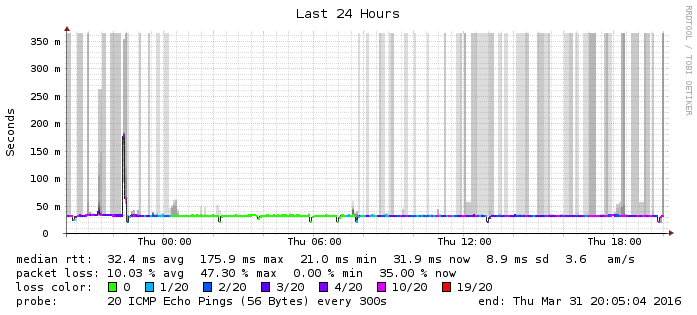 Last 24 Hours
RRDTOOL / TOBI OETIKER
Seconds
350 m
300 m
250 m
200 m
150 m
100 m
50 m
0
Thu 00:00 Thu 06:00 Thu 12:00 Thu 18:00
median rtt: 32.4 ms avg 175.9 ms max 21.0 ms min 31.9 ms now 8.9 ms sd 3.6 am/s
packet loss: 10.03 % avg 47.30 % max 0.00 % min 35.00 % now
loss color: 0 1/20 2/20 3/20 4/20 10/20 19/20
probe: 20 ICMP Echo Pings (56 Bytes) every 300s end: Thu Mar 31 20:05:04 2016